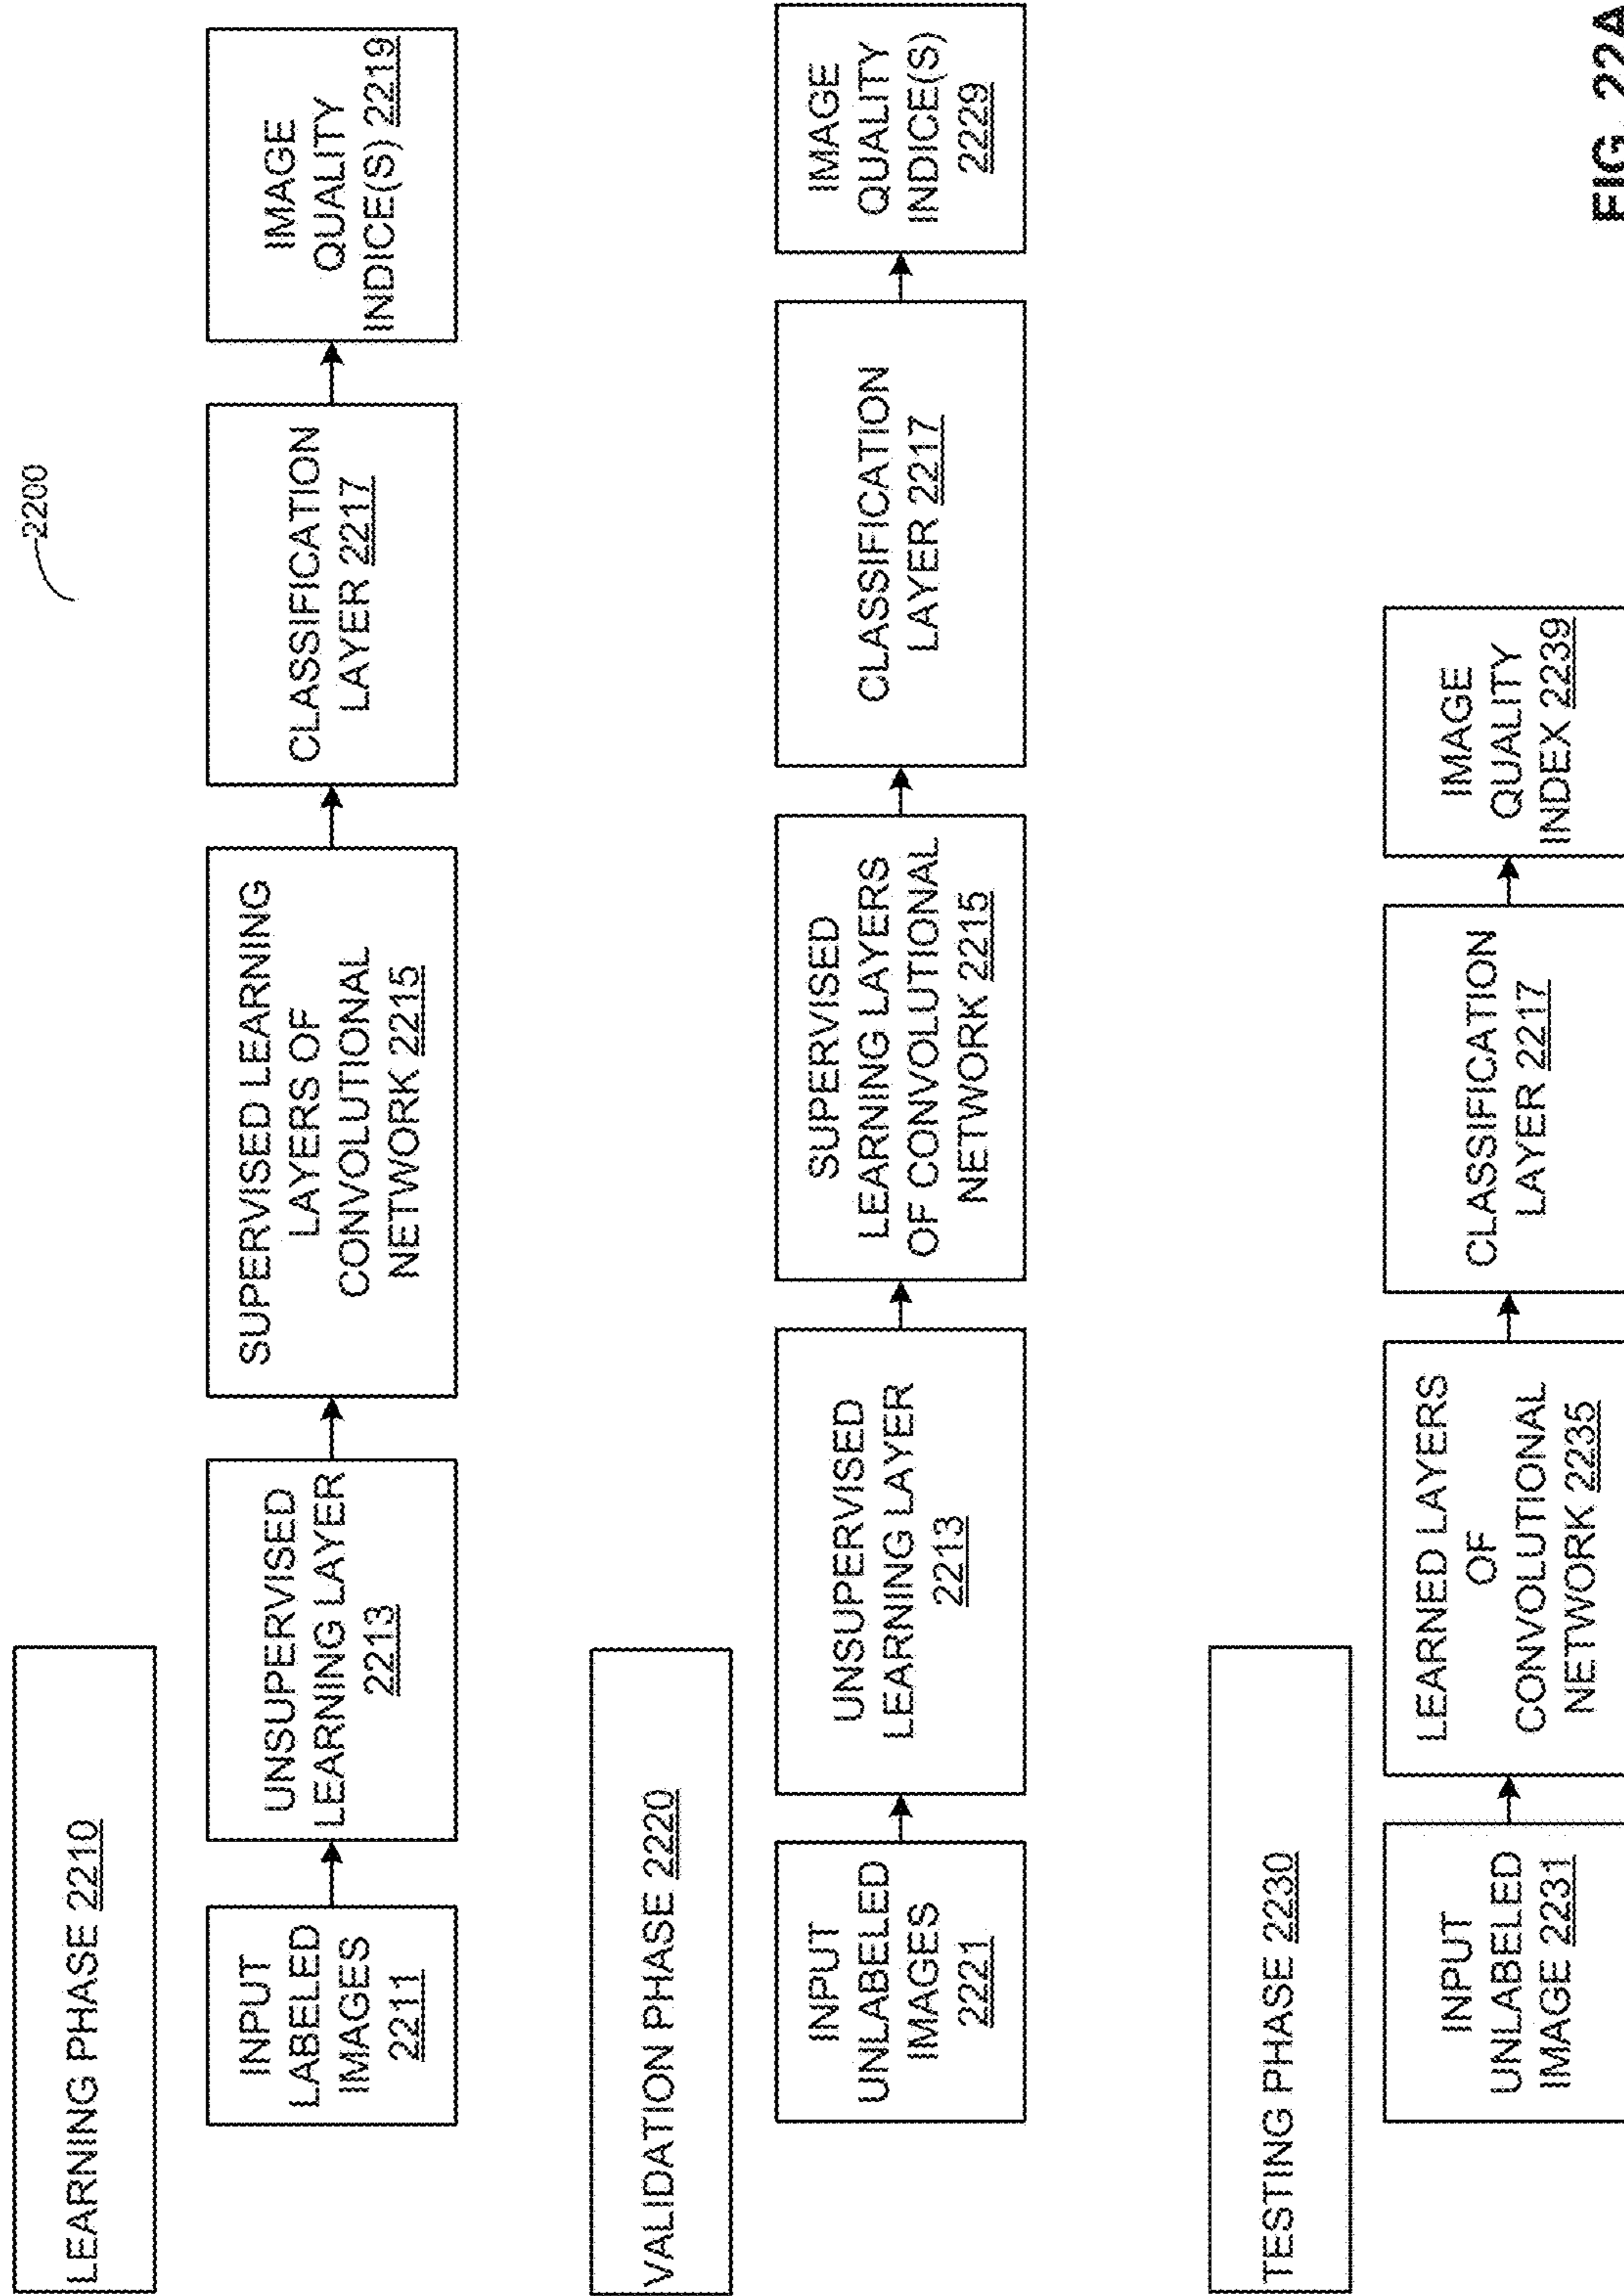 2200
LEARNING PHASE 2210
INPUT
LABELED
IMAGES
2211
UNSUPERVISED
LEARNING LAYER
2213
SUPERVISED LEARNING
LAYERS OF
CONVOLUTIONAL
NETWORK 2215
CLASSIFICATION
LAYER 2217
IMAGE
QUALITY
INDICE(S) 2219
VALIDATION PHASE 2220
INPUT
UNLABELED
IMAGES
2221
UNSUPERVISED
LEARNING LAYER
2213
SUPERVISED
LEARNING LAYERS
OF CONVOLUTIONAL
NETWORK 2215
CLASSIFICATION
LAYER 2217
IMAGE
QUALITY
INDICE(S)
2229
TESTING PHASE 2230
INPUT
UNLABELED
IMAGE 2231
LEARNED LAYERS
OF
CONVOLUTIONAL
NETWORK 2235
CLASSIFICATION
LAYER 2217
IMAGE
QUALITY
INDEX 2239
FIG. 22A